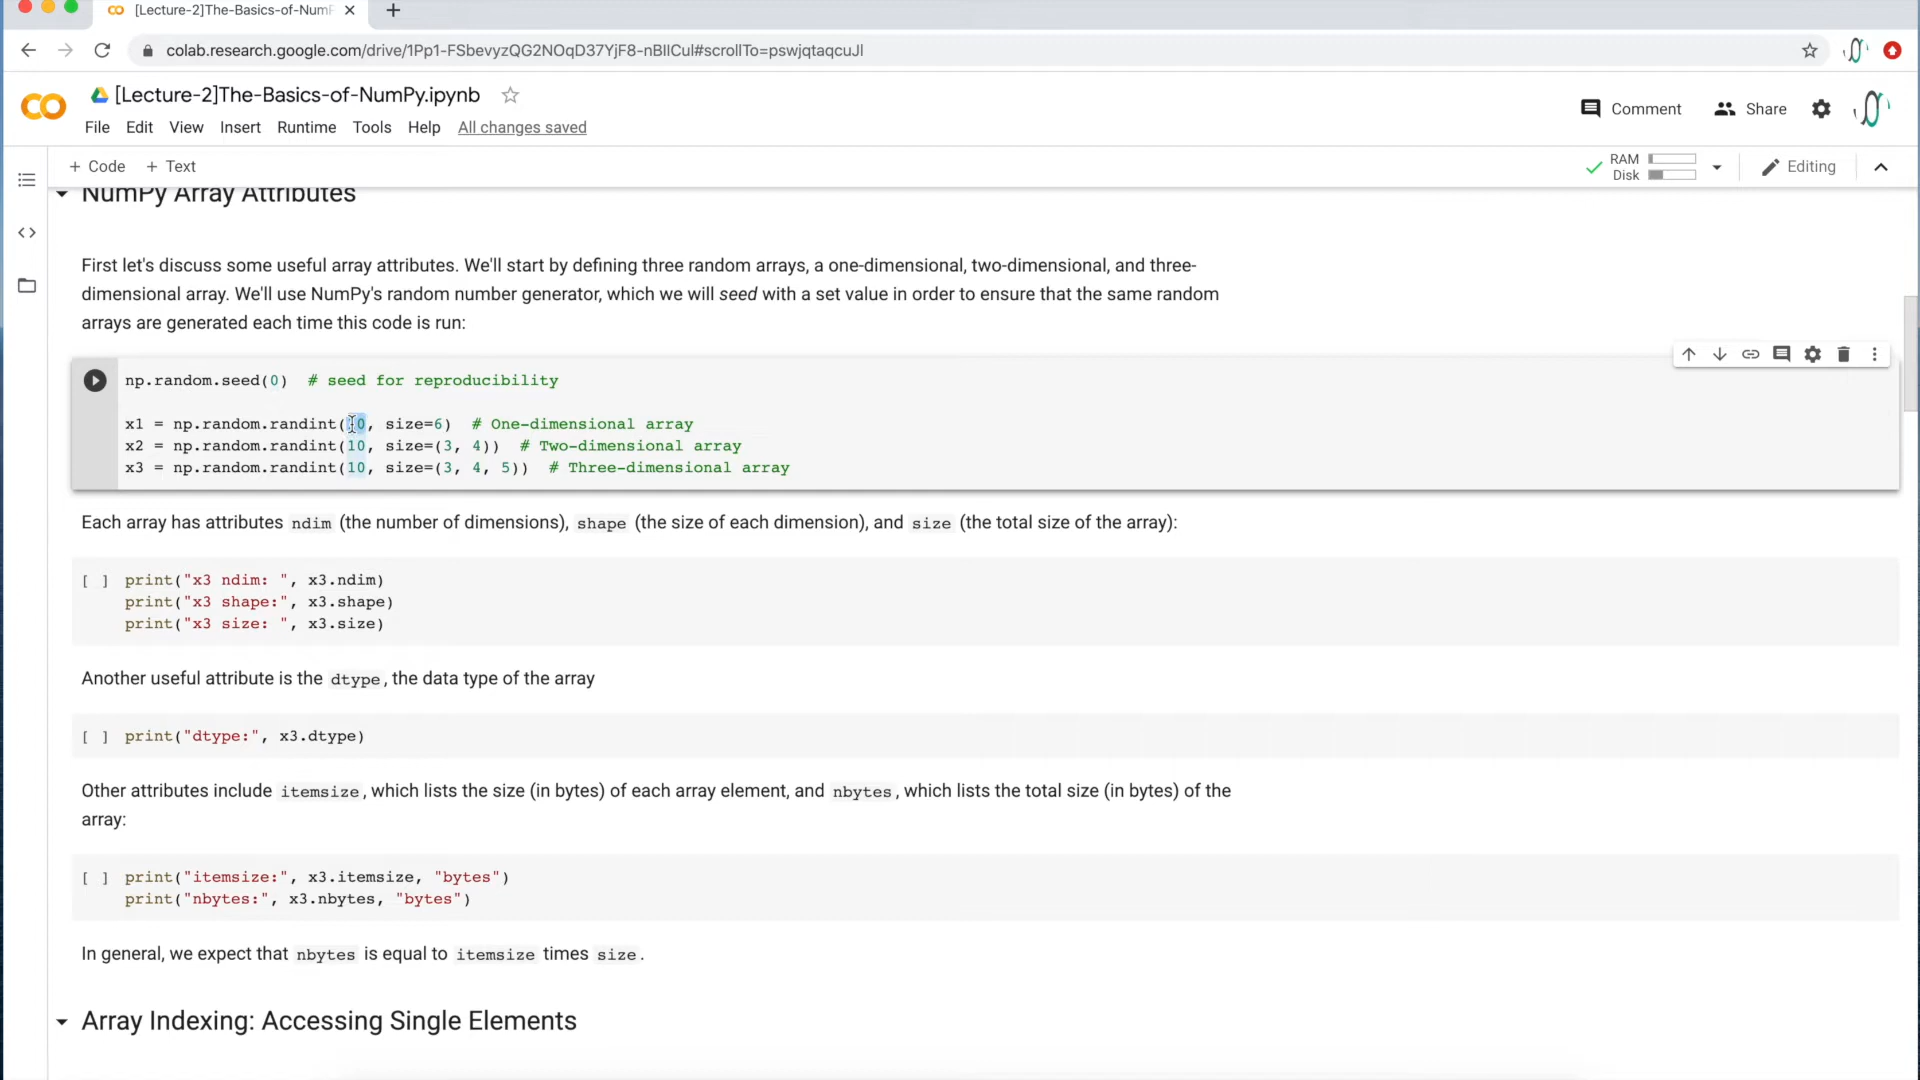 [Lecture-2]The-Basics-of-NumP
colab.research.google.com/drive/1Pp1-FSbevyzQG2NOqD37YjF8-nBIlCul#scrollTo=pswjqtaqcuJl
[Lecture-2]The-Basics-of-NumPy.ipynb
Comment Share
File Edit View Insert Runtime Tools Help All changes saved
+ Code + Text
RAM
Disk
Editing
NumPy Array Attributes
First let's discuss some useful array attributes. We'll start by defining three random arrays, a one-dimensional, two-dimensional, and three-
dimensional array. We'll use NumPy's random number generator, which we will seed with a set value in order to ensure that the same random
arrays are generated each time this code is run:
np.random.seed(0)  # seed for reproducibility
x1 = np.random.randint(10, size=6)  # One-dimensional array
x2 = np.random.randint(10, size=(3, 4))  # Two-dimensional array
x3 = np.random.randint(10, size=(3, 4, 5))  # Three-dimensional array
Each array has attributes ndim (the number of dimensions), shape (the size of each dimension), and size (the total size of the array):
[ ] print("x3 ndim: ", x3.ndim)
print("x3 shape:", x3.shape)
print("x3 size: ", x3.size)
Another useful attribute is the dtype, the data type of the array
[ ] print("dtype:", x3.dtype)
Other attributes include itemsize, which lists the size (in bytes) of each array element, and nbytes, which lists the total size (in bytes) of the
array:
[ ] print("itemsize:", x3.itemsize, "bytes")
print("nbytes:", x3.nbytes, "bytes")
In general, we expect that nbytes is equal to itemsize times size.
Array Indexing: Accessing Single Elements